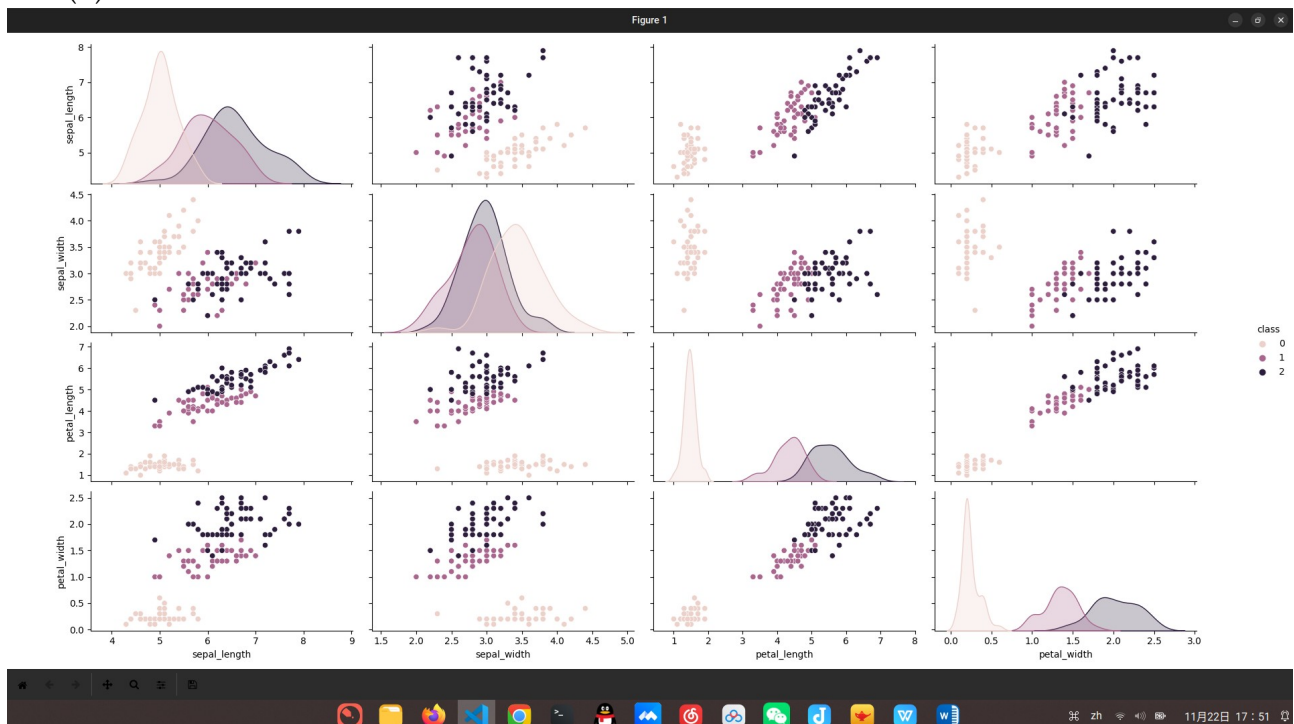 Figure 1
8
7
6
5
sepal_length
4.5
4.0
3.5
3.0
2.5
2.0
sepal_width
class
0
1
2
7
6
5
4
3
2
1
petal_length
2.5
2.0
1.5
1.0
0.5
0.0
petal_width
4 5 6 7 8 9
1.5 2.0 2.5 3.0 3.5 4.0 4.5 5.0
1 2 3 4 5 6 7 8
0.0 0.5 1.0 1.5 2.0 2.5 3.0
sepal_length
sepal_width
petal_length
petal_width
zh
11月22日 17：51